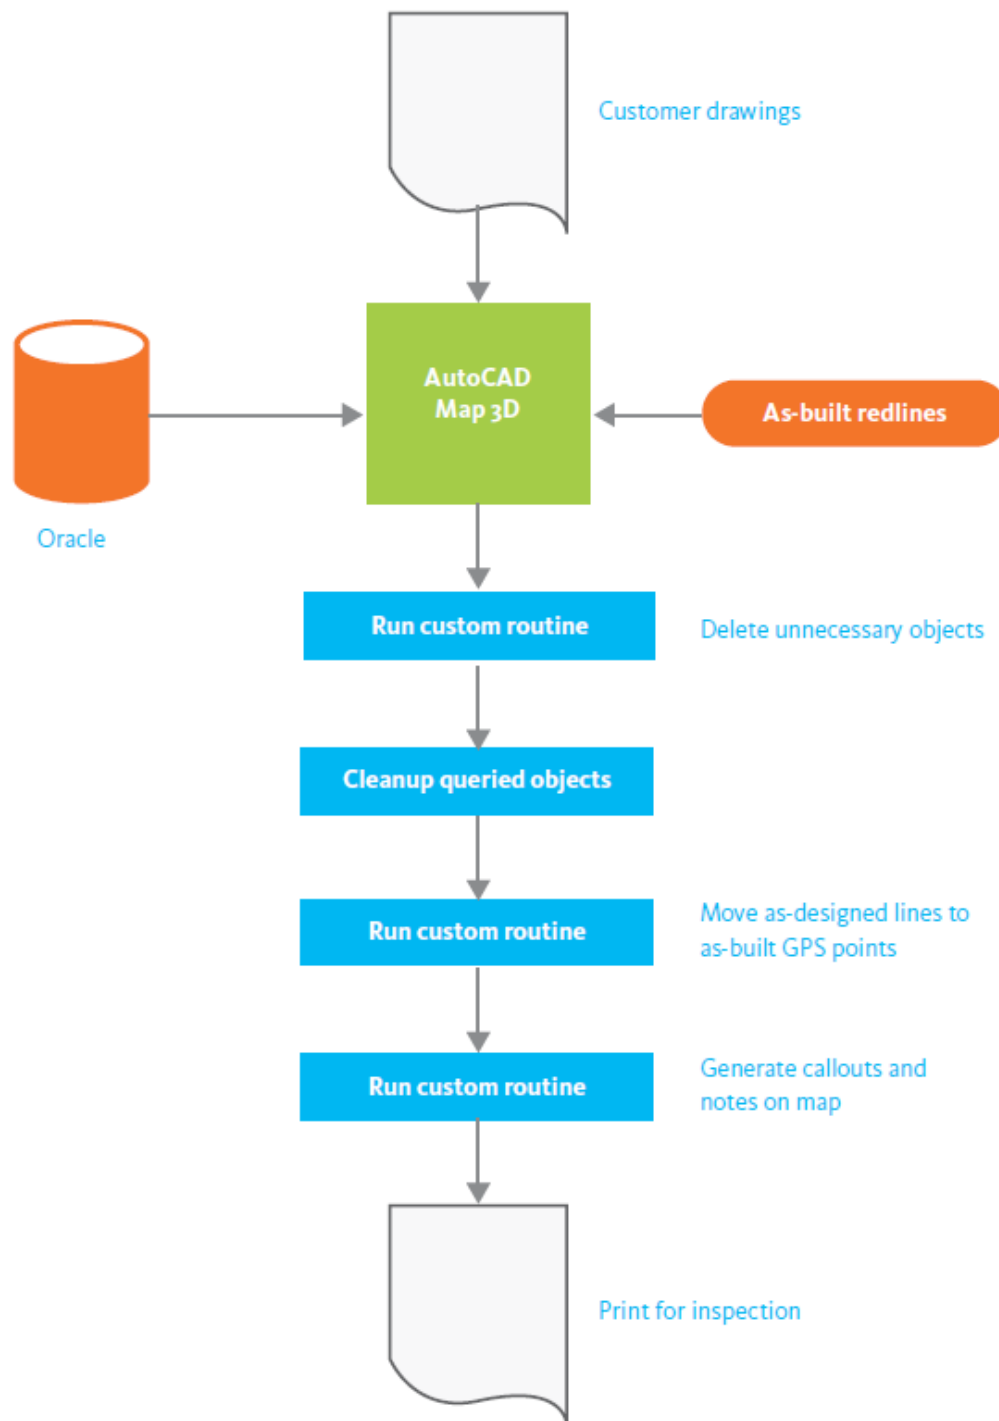 Customer drawings
AutoCAD
Map 3D
As-built redlines
Oracle
Run custom routine
Delete unnecessary objects
Cleanup queried objects
Run custom routine
Move as-designed lines to
as-built GPS points
Run custom routine
Generate callouts and
notes on map
Print for inspection